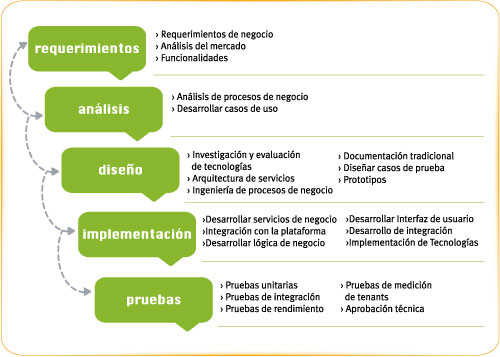 requerimientos
› Requerimientos de negocio
› Análisis del mercado
› Funcionalidades
análisis
› Análisis de procesos de negocio
› Desarrollar casos de uso
diseño
› Investigación y evaluación
de tecnologías
› Arquitectura de servicios
› Ingeniería de procesos de negocio
› Documentación tradicional
› Diseñar casos de prueba
› Prototipos
implementación
› Desarrollar servicios de negocio
› Integración con la plataforma
› Desarrollar lógica de negocio
› Desarrollar Interfaz de usuario
› Desarrollo de integración
› Implementación de Tecnologías
pruebas
› Pruebas unitarias
› Pruebas de integración
› Pruebas de rendimiento
› Pruebas de medición
de tenants
› Aprobación técnica